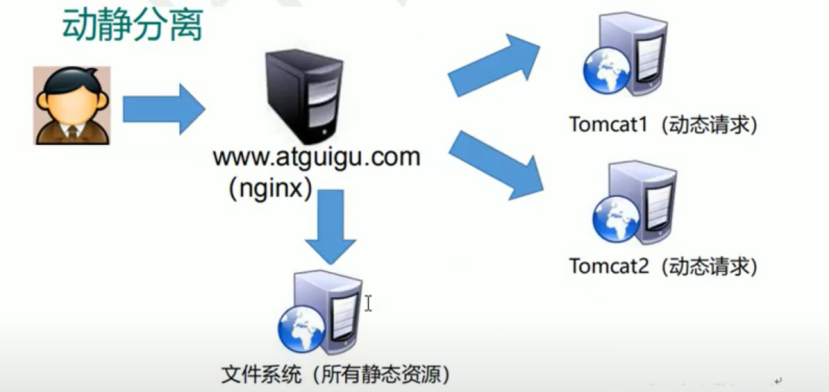 动静分离
www.atguigu.com
（nginx）
Tomcat1（动态请求）
Tomcat2（动态请求）
文件系统（所有静态资源）